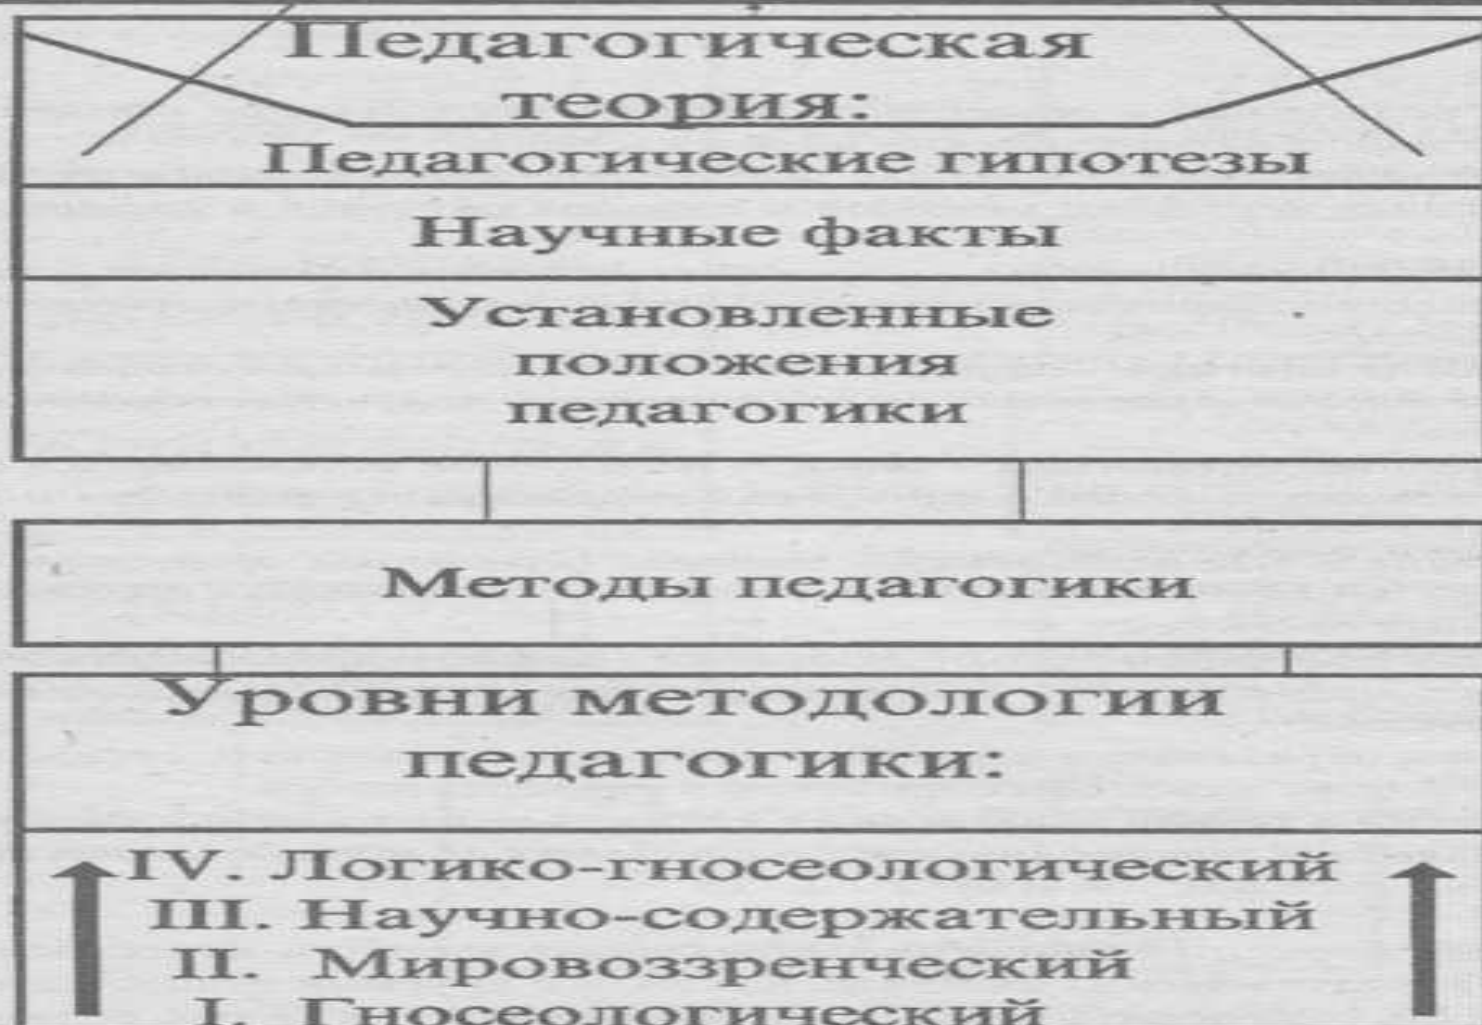 Педагогическая
теория:
Педагогические гипотезы
Научные факты
Установленные
положения
педагогики
Методы педагогики
Уровни методологии
педагогики:
IV. Логико-гносеологический
III. Научно-содержательный
II. Мировоззренческий
I. Гносеологический